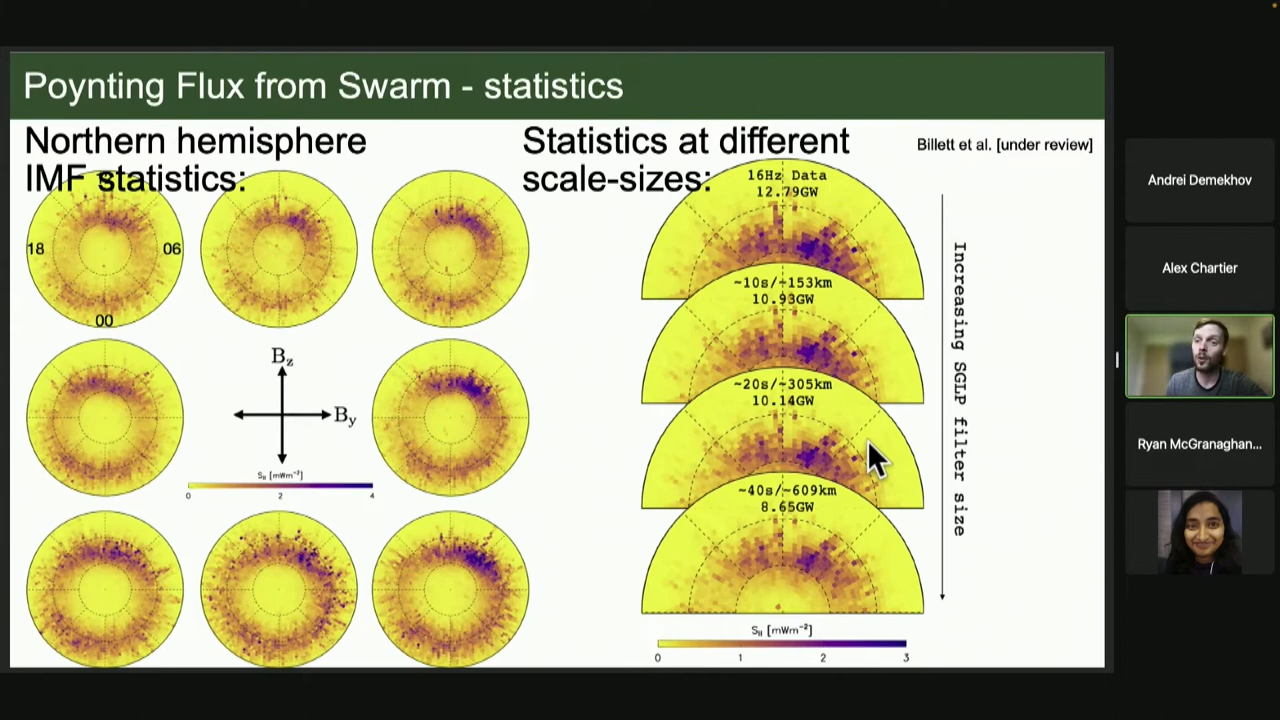 Poynting Flux from Swarm - statistics
Northern hemisphere
IMF statistics:
18
06
00
Bz
By
S|| [mWm⁻²]
0 2 4
Statistics at different
scale-sizes:
Billett et al. [under review]
16Hz Data
12.79GW
~10s/~153km
10.93GW
~20s/~305km
10.14GW
~40s/~609km
8.65GW
Increasing SGLP filter size
S|| [mWm⁻²]
0 1 2 3
Andrei Demekhov
Alex Chartier
Ryan McGranaghan...